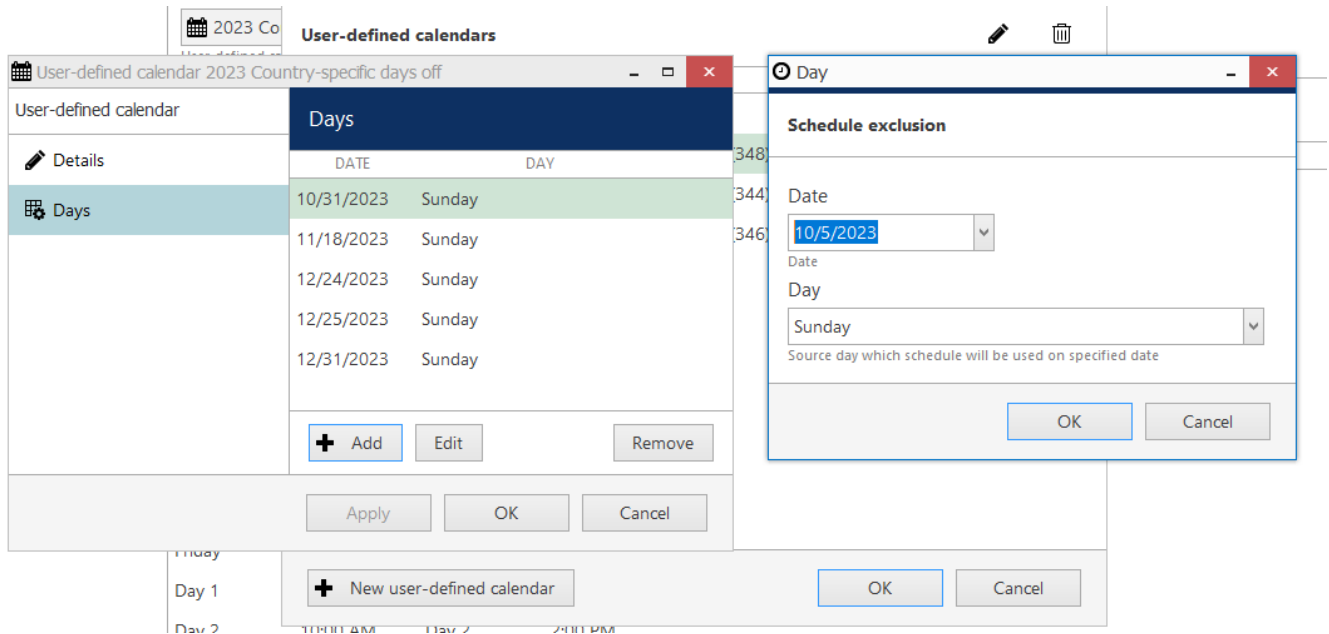 2023 Co
User-defined calendars
User-defined calendar 2023 Country-specific days off
User-defined calendar
Details
Days
Days
DATE DAY
10/31/2023 Sunday
11/18/2023 Sunday
12/24/2023 Sunday
12/25/2023 Sunday
12/31/2023 Sunday
Add Edit Remove
Apply OK Cancel
(348)
(344)
(346)
Day
Schedule exclusion
Date
10/5/2023
Date
Day
Sunday
Source day which schedule will be used on specified date
OK Cancel
Friday
Day 1
New user-defined calendar OK Cancel
Day 2 10:00 AM Day 2 2:00 PM